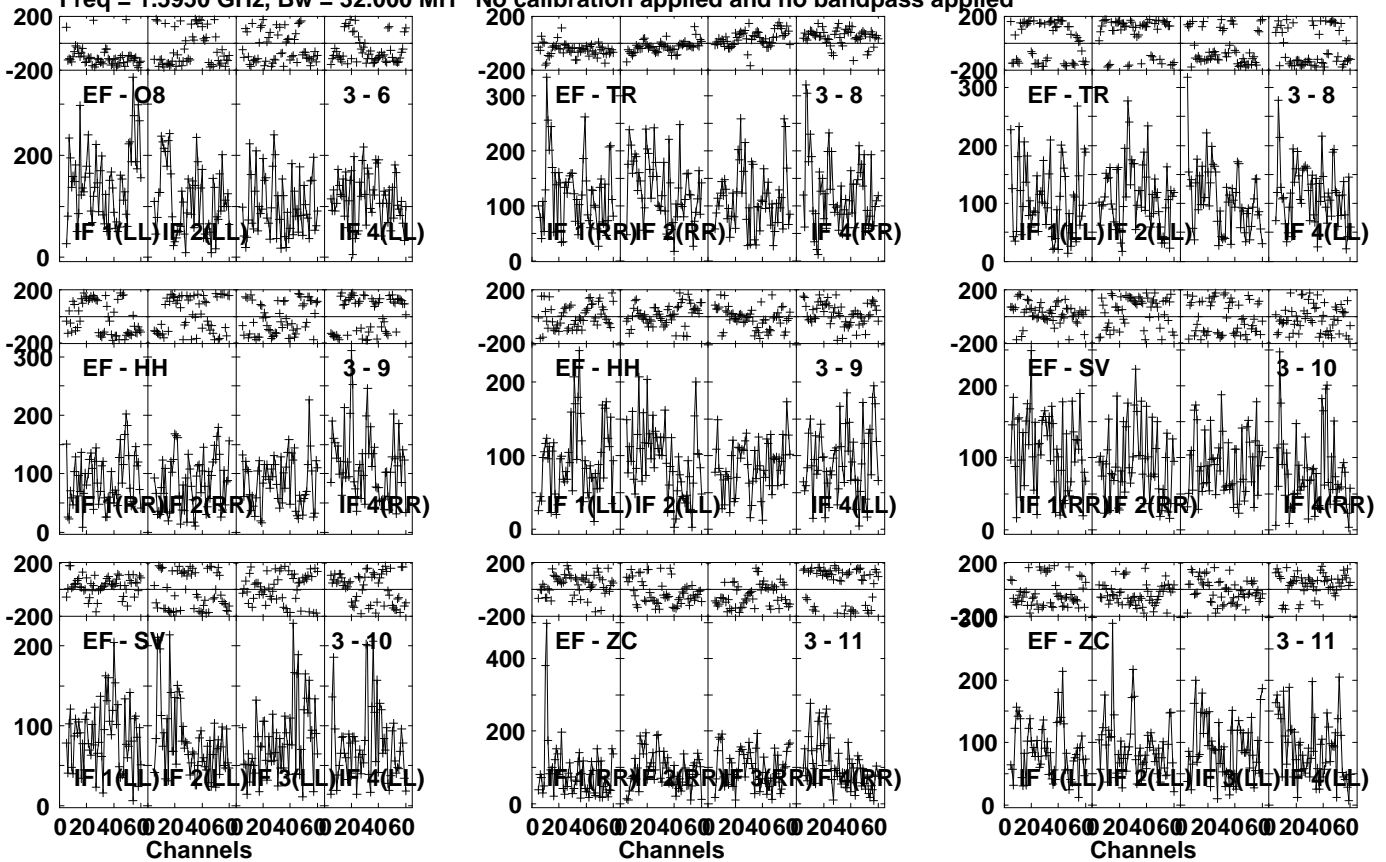 Freq = 1.5950 GHz, Bw = 32.000 MH No calibration applied and no bandpass applied
200 200 200
-200 -200 -200
EF - O8 3 - 6 EF - TR 3 - 8 EF - TR 3 - 8
300 300
200 200 200
100 100
IF 1(LL) IF 2(LL) IF 4(LL) IF 1(RR) IF 2(RR) IF 4(RR) IF 1(LL) IF 2(LL) IF 4(LL)
0 0 0
200 200 200
-200 -200 -200
300
EF - HH 3 - 9 EF - HH 3 - 9 EF - SV 3 - 10
200 200 200
100 100 100
IF 1(RR) IF 2(RR) IF 4(RR) IF 1(LL) IF 2(LL) IF 4(LL) IF 1(RR) IF 2(RR) IF 4(RR)
0 0 0
200 200 200
-200 -200 -200
300
EF - SV 3 - 10 EF - ZC 3 - 11 EF - ZC 3 - 11
200 400 200
100 200 100
IF 1(LL) IF 2(LL) IF 3(LL) IF 4(LL) IF 1(RR) IF 2(RR) IF 3(RR) IF 4(RR) IF 1(LL) IF 2(LL) IF 3(LL) IF 4(LL)
0 0 0
0 20 40 60 0 20 40 60 0 20 40 60 0 20 40 60 0 20 40 60 0 20 40 60 0 20 40 60 0 20 40 60 0 20 40 60 0 20 40 60 0 20 40 60 0 20 40 60
Channels Channels Channels